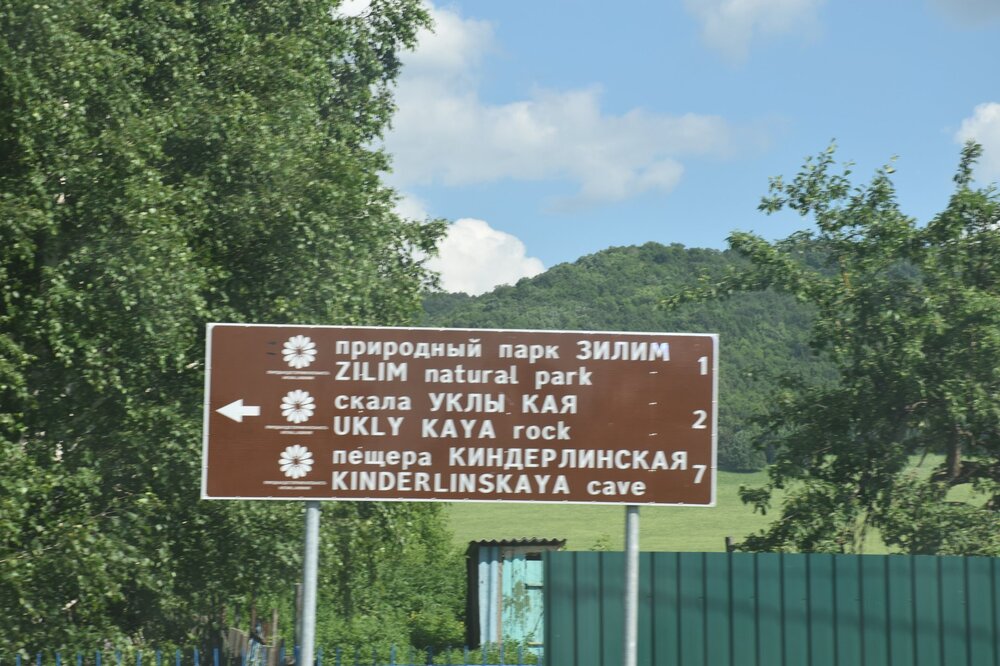 природный парк ЗИЛИМ 1
ZILIM natural park
скала УКЛЫ КАЯ 2
UKLY KAYA rock
пещера КИНДЕРЛИНСКАЯ 7
KINDERLINSKAYA cave